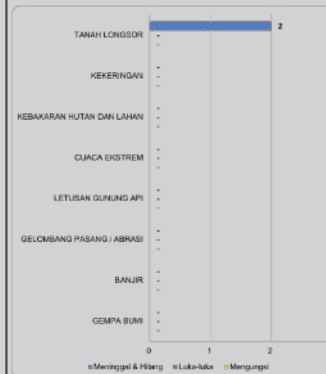 2
TANAH LONGSOR
-
-
KEKERINGAN
-
-
-
KEBAKARAN HUTAN DAN LAHAN
-
-
-
CUACA EKSTREM
-
-
-
LETUSAN GUNUNG API
-
-
-
GELOMBANG PASANG / ABRASI
-
-
-
BANJIR
-
-
-
GEMPA BUMI
-
-
-
0 1 2
Meninggal & Hilang Luka-luka Mengungsi